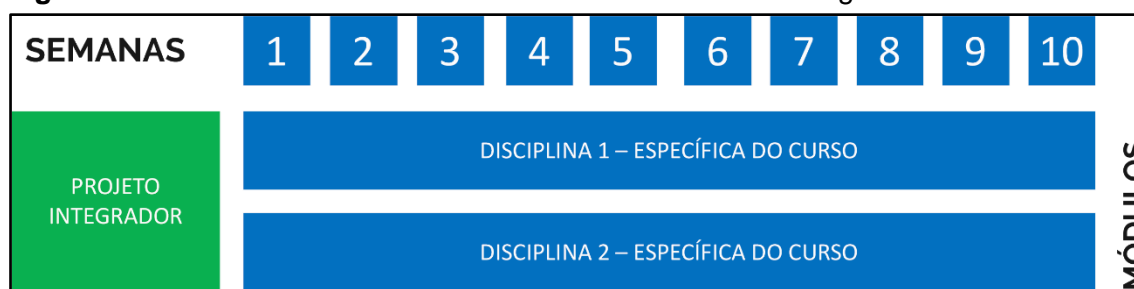 SEMANAS 1 2 3 4 5 6 7 8 9 10
DISCIPLINA 1 – ESPECÍFICA DO CURSO
PROJETO
INTEGRADOR
DISCIPLINA 2 – ESPECÍFICA DO CURSO
MÓDULOS